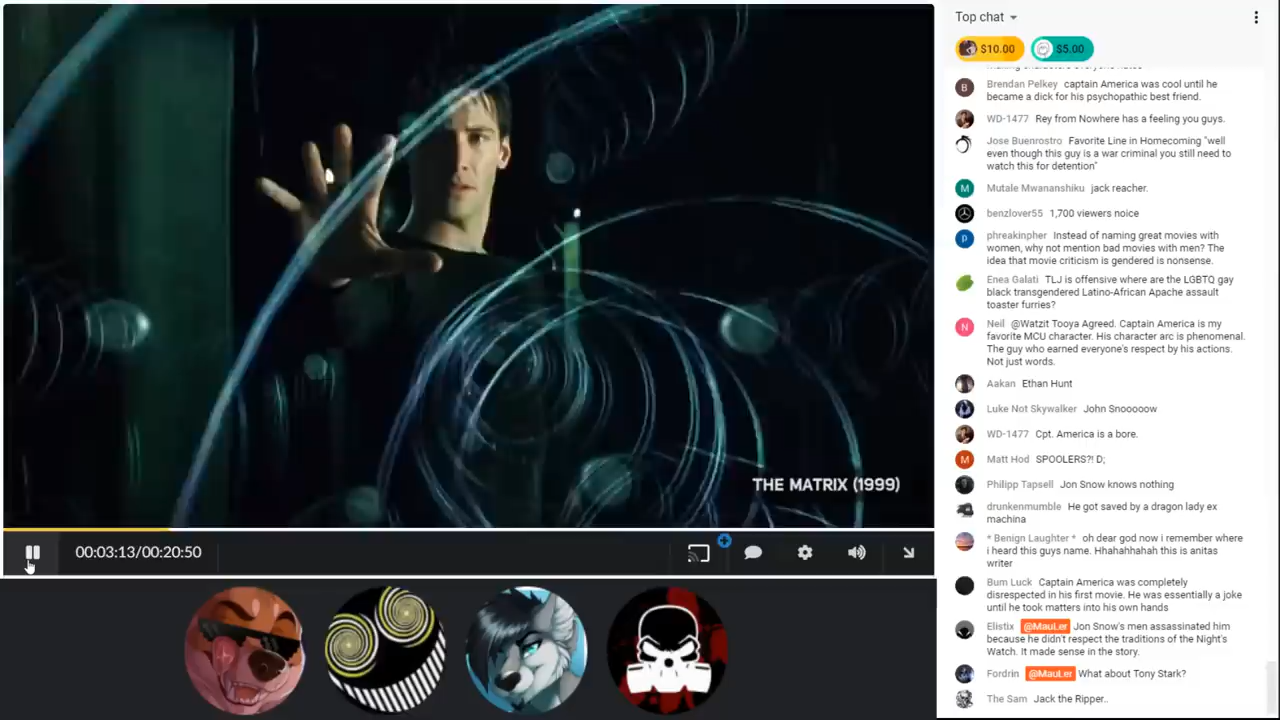 Top chat
$10.00
$5.00
Brendan Pelkey captain America was cool until he
became a dick for his psychopathic best friend.
WD-1477 Rey from Nowhere has a feeling you guys.
Jose Buenrostro Favorite Line in Homecoming "well
even though this guy is a war criminal you still need to
watch this for detention"
M
Mutale Mwananshiku jack reacher.
benzlover55 1,700 viewers noice
phreakinpher Instead of naming great movies with
women, why not mention bad movies with men? The
idea that movie criticism is gendered is nonsense.
Enea Galati TLJ is offensive where are the LGBTQ gay
black transgendered Latino-African Apache assault
toaster furries?
Neil @Watzit Tooya Agreed. Captain America is my
favorite MCU character. His character arc is phenomenal.
The guy who earned everyone's respect by his actions.
Not just words.
Aakan Ethan Hunt
Luke Not Skywalker John Snooooow
WD-1477 Cpt. America is a bore.
Matt Hod SPOOLERS?! D;
Philipp Tapsell Jon Snow knows nothing
drunkenmumble He got saved by a dragon lady ex
machina
* Benign Laughter * oh dear god now i remember where
i heard this guys name. Hhahahhahah this is anitas
writer
Bum Luck Captain America was completely
disrespected in his first movie. He was essentially a joke
until he took matters into his own hands
Elistix @MauLer Jon Snow's men assassinated him
because he didn't respect the traditions of the Night's
Watch. It made sense in the story.
Fordrin @MauLer What about Tony Stark?
The Sam Jack the Ripper..
THE MATRIX (1999)
00:03:13/00:20:50